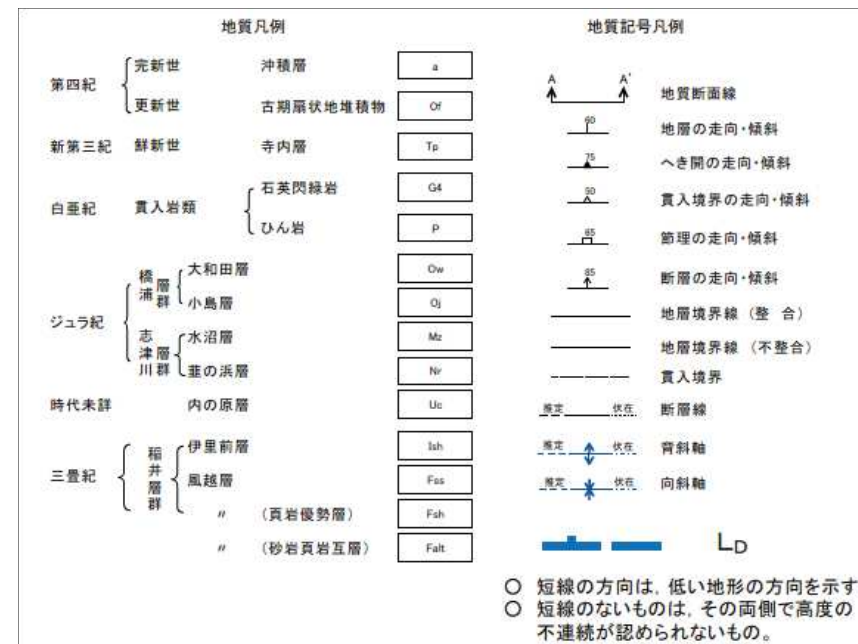 地質凡例
第四紀 完新世 沖積層 a
更新世 古期扇状地堆積物 Of
新第三紀 鮮新世 寺内層 Tp
白亜紀 貫入岩類 石英閃緑岩 G4
ひん岩 P
ジュラ紀 橋浦層群 大和田層 Ow
小島層 Oj
志津川層群 水沼層 Mz
韮の浜層 Nr
時代未詳 内の原層 Uc
三畳紀 稲井層群 伊里前層 Ish
風越層 Fss
〃 (頁岩優勢層) Fsh
〃 (砂岩頁岩互層) Falt
地質記号凡例
A A' 地質断面線
60 地層の走向・傾斜
75 へき開の走向・傾斜
50 貫入境界の走向・傾斜
65 節理の走向・傾斜
85 断層の走向・傾斜
地層境界線 (整 合)
地層境界線 (不整合)
貫入境界
推定 伏在 断層線
推定 伏在 背斜軸
推定 伏在 向斜軸
LD
○ 短線の方向は,低い地形の方向を示す
○ 短線のないものは,その両側で高度の
不連続が認められないもの。